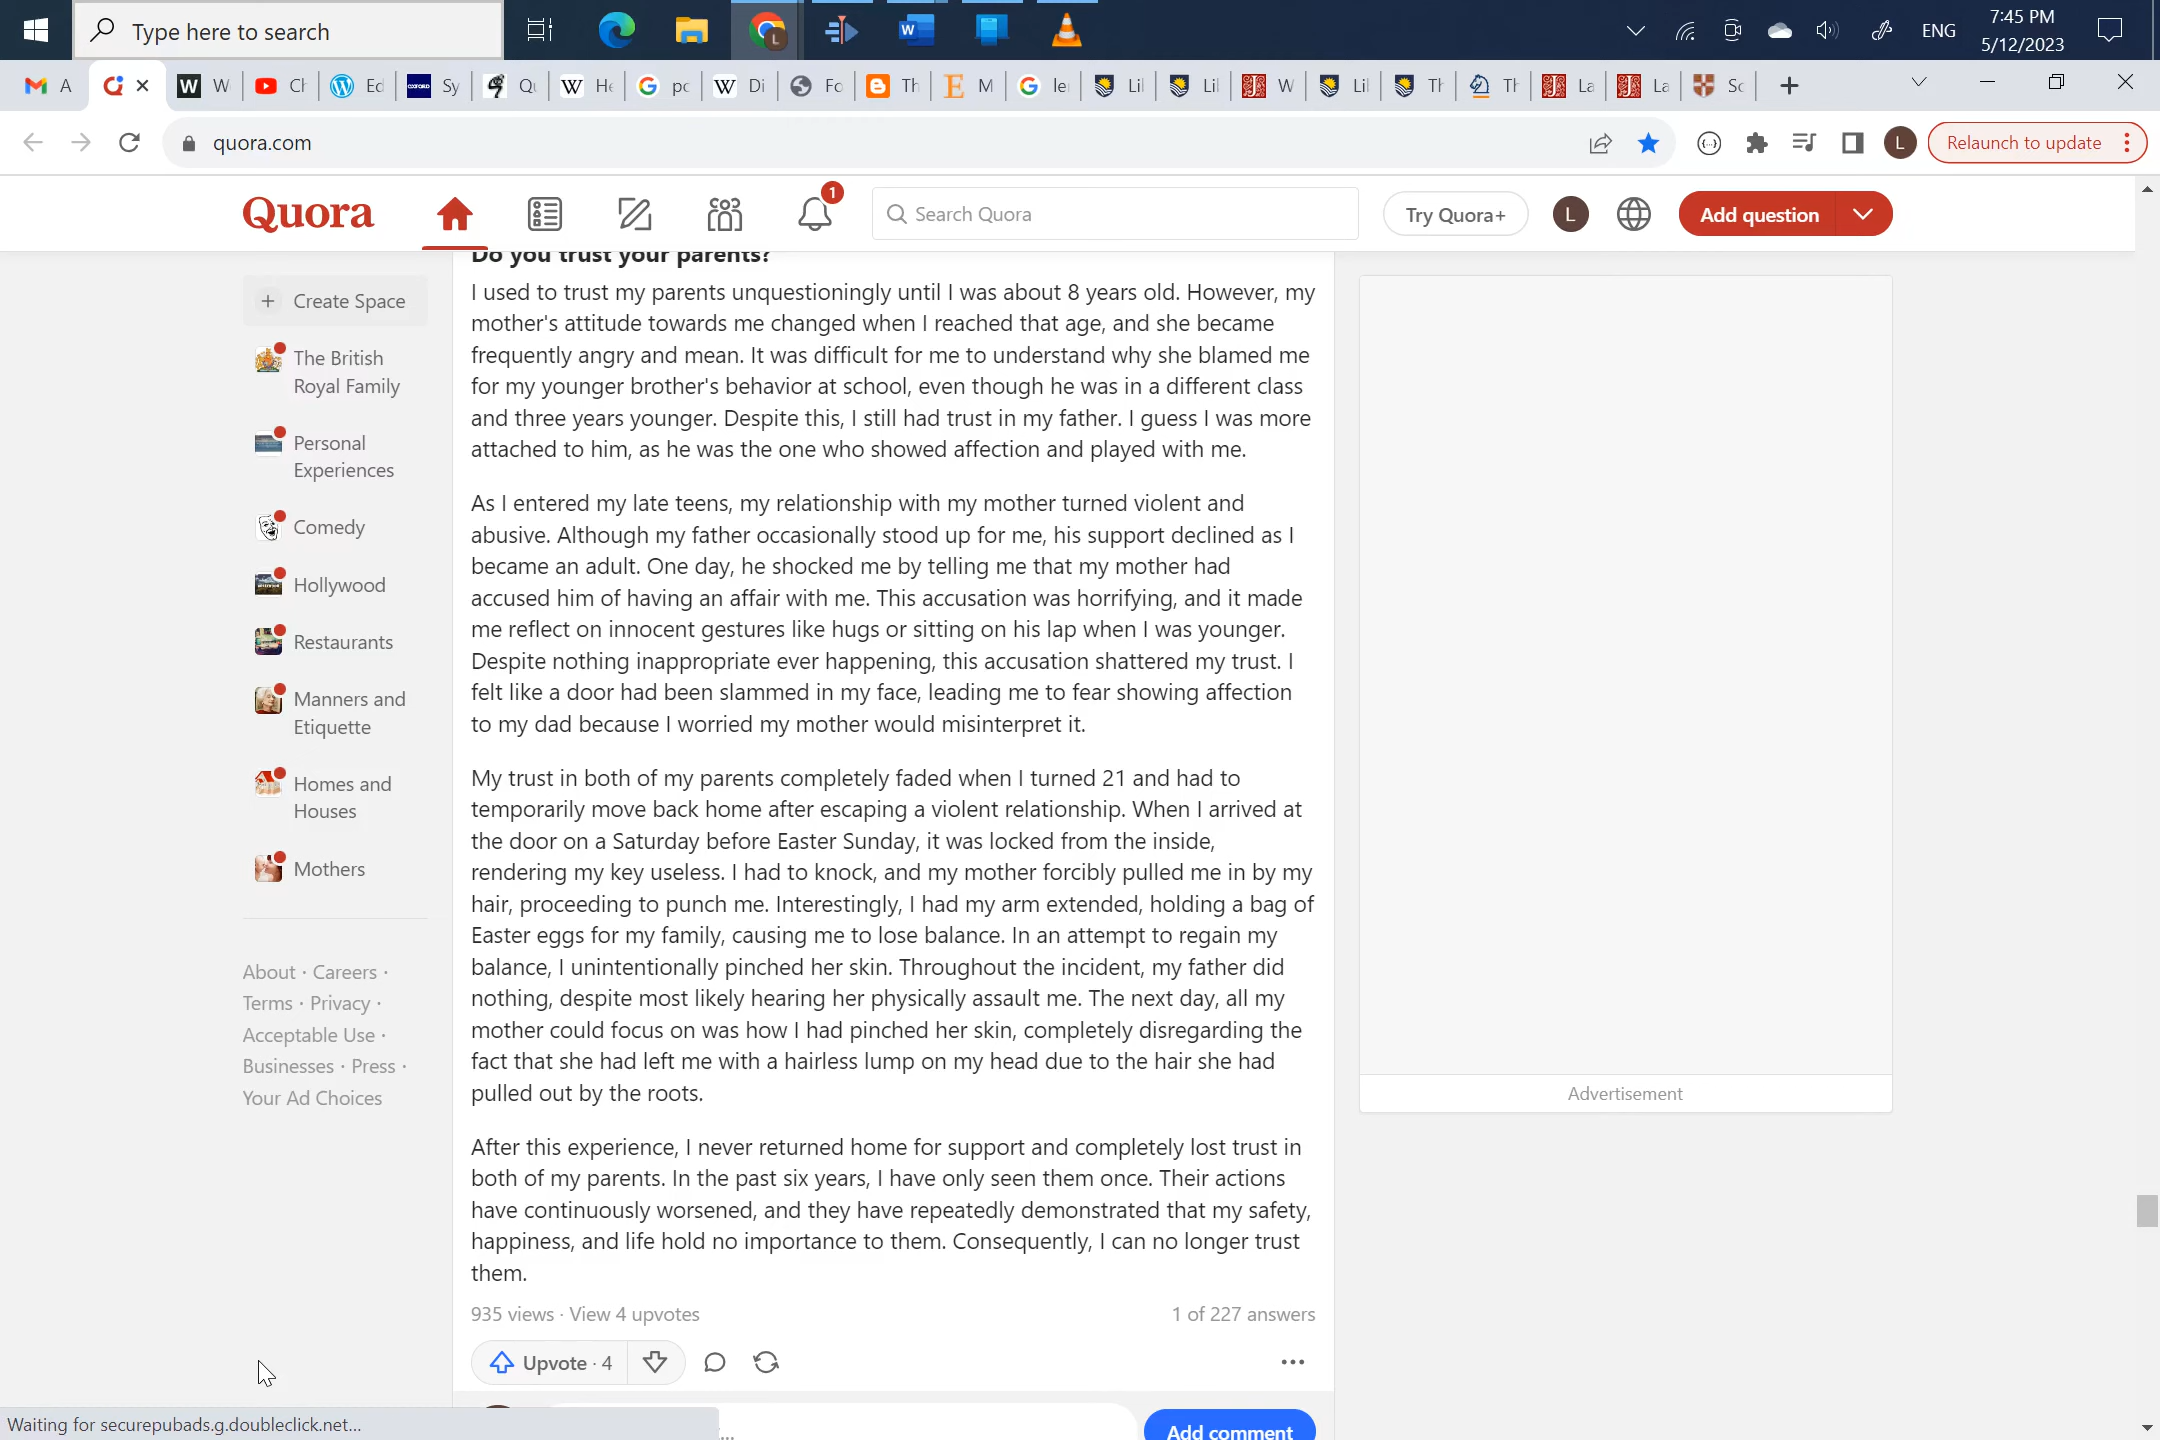 Type here to search
W
ENG
7:45 PM
5/12/2023
A
W
Ch
Ed
OXFORD
Sy
Qu
He
pc
Di
Fo
Th
M
le
Lil
Lil
W
Lil
Th
Th
La
La
Sc
quora.com
L
Relaunch to update
Quora
1
Search Quora
Try Quora+
L
Add question
Create Space
The British
Royal Family
Personal
Experiences
Comedy
Hollywood
Restaurants
Manners and
Etiquette
Homes and
Houses
Mothers
About · Careers ·
Terms · Privacy ·
Acceptable Use ·
Businesses · Press ·
Your Ad Choices
Do you trust your parents?
I used to trust my parents unquestioningly until I was about 8 years old. However, my
mother's attitude towards me changed when I reached that age, and she became
frequently angry and mean. It was difficult for me to understand why she blamed me
for my younger brother's behavior at school, even though he was in a different class
and three years younger. Despite this, I still had trust in my father. I guess I was more
attached to him, as he was the one who showed affection and played with me.
As I entered my late teens, my relationship with my mother turned violent and
abusive. Although my father occasionally stood up for me, his support declined as I
became an adult. One day, he shocked me by telling me that my mother had
accused him of having an affair with me. This accusation was horrifying, and it made
me reflect on innocent gestures like hugs or sitting on his lap when I was younger.
Despite nothing inappropriate ever happening, this accusation shattered my trust. I
felt like a door had been slammed in my face, leading me to fear showing affection
to my dad because I worried my mother would misinterpret it.
My trust in both of my parents completely faded when I turned 21 and had to
temporarily move back home after escaping a violent relationship. When I arrived at
the door on a Saturday before Easter Sunday, it was locked from the inside,
rendering my key useless. I had to knock, and my mother forcibly pulled me in by my
hair, proceeding to punch me. Interestingly, I had my arm extended, holding a bag of
Easter eggs for my family, causing me to lose balance. In an attempt to regain my
balance, I unintentionally pinched her skin. Throughout the incident, my father did
nothing, despite most likely hearing her physically assault me. The next day, all my
mother could focus on was how I had pinched her skin, completely disregarding the
fact that she had left me with a hairless lump on my head due to the hair she had
pulled out by the roots.
After this experience, I never returned home for support and completely lost trust in
both of my parents. In the past six years, I have only seen them once. Their actions
have continuously worsened, and they have repeatedly demonstrated that my safety,
happiness, and life hold no importance to them. Consequently, I can no longer trust
them.
935 views · View 4 upvotes
1 of 227 answers
Upvote · 4
Add comment
Advertisement
Waiting for securepubads.g.doubleclick.net...